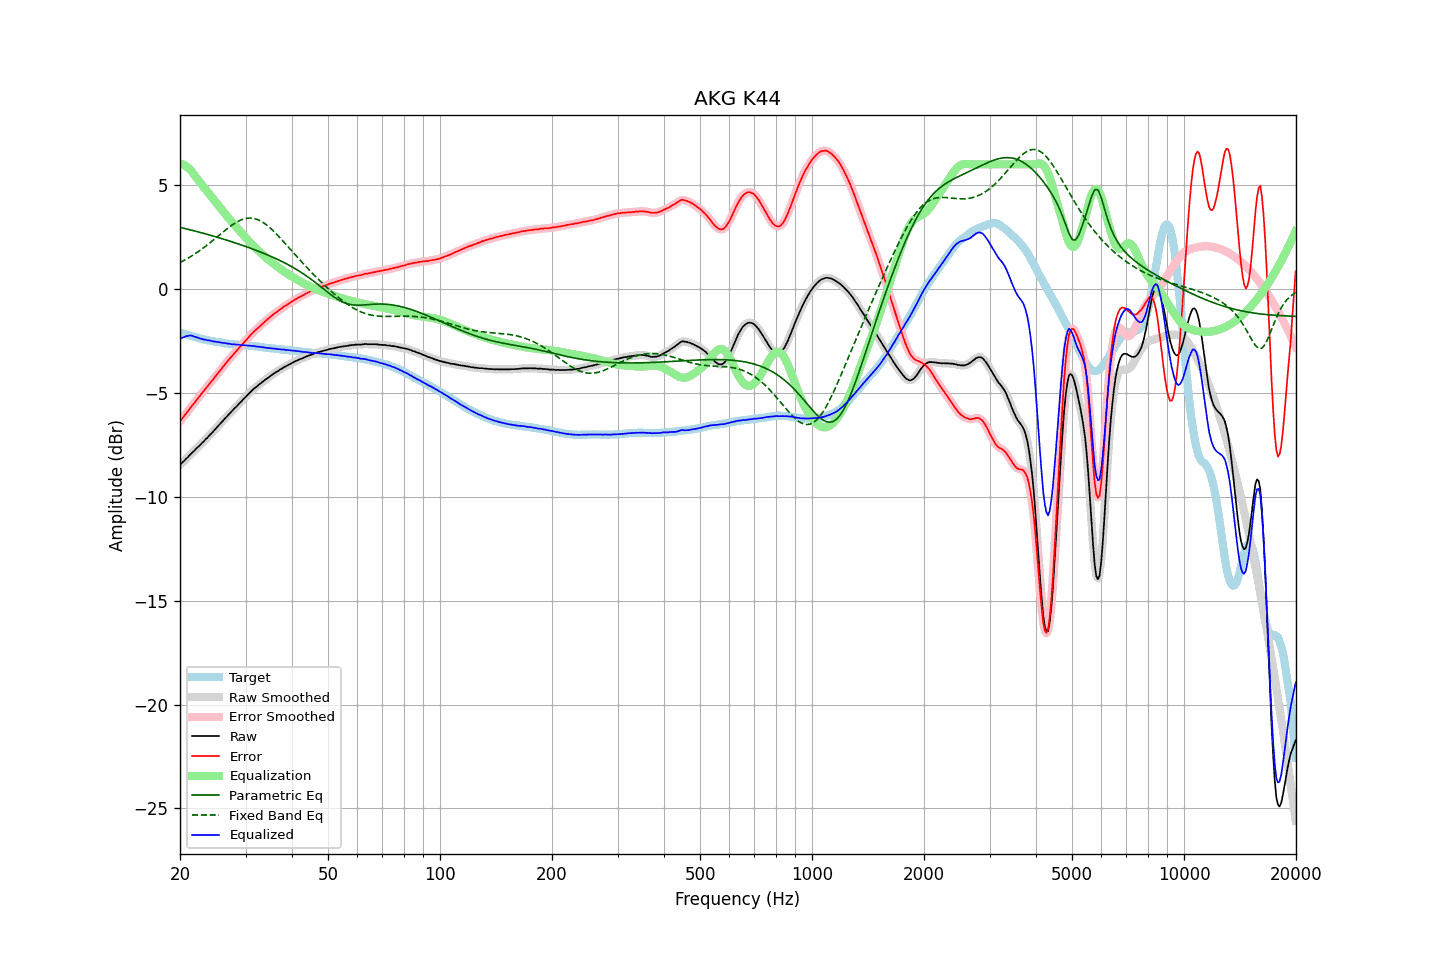 AKG K44
5
0
−5
−10
−15
−20
−25
Amplitude (dBr)
Target
Raw Smoothed
Error Smoothed
Raw
Error
Equalization
Parametric Eq
Fixed Band Eq
Equalized
20 50 100 200 500 1000 2000 5000 10000 20000
Frequency (Hz)